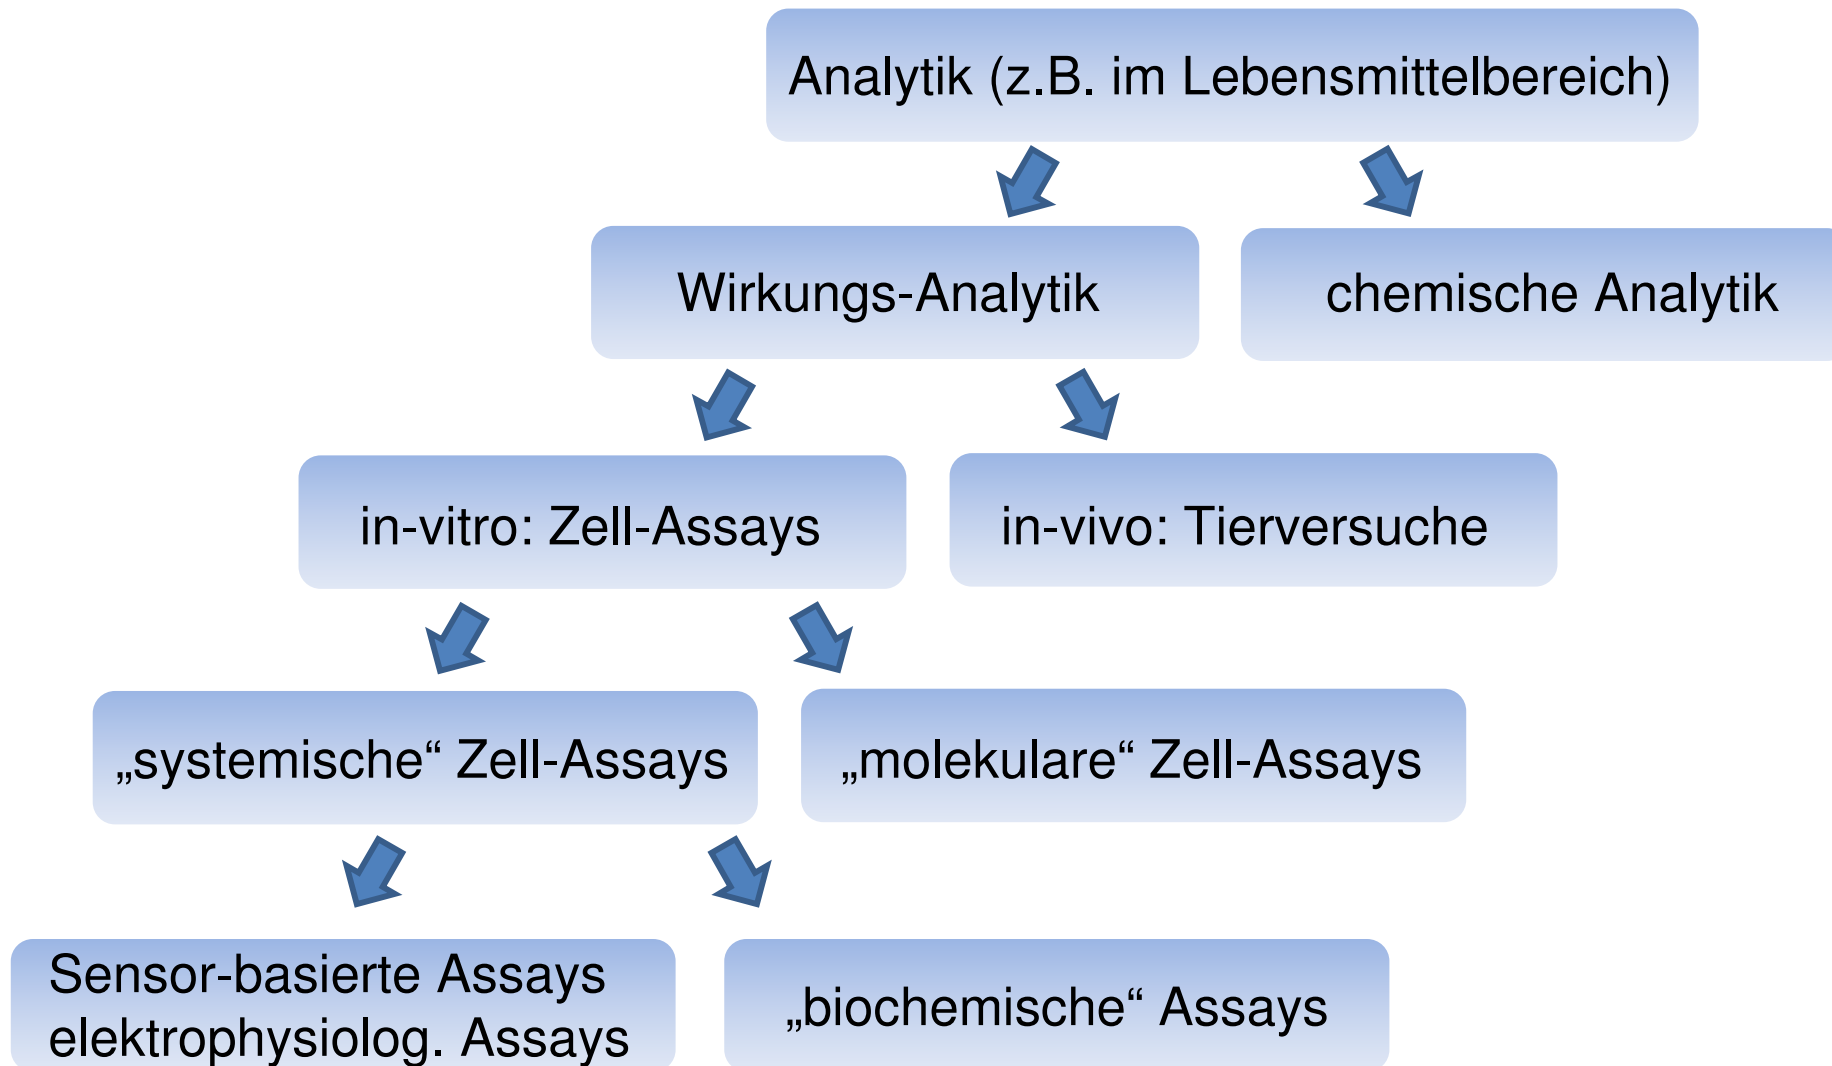 Analytik (z.B. im Lebensmittelbereich)
Wirkungs-Analytik
chemische Analytik
in-vitro: Zell-Assays
in-vivo: Tierversuche
„systemische“ Zell-Assays
„molekulare“ Zell-Assays
Sensor-basierte Assays
elektrophysiolog. Assays
„biochemische“ Assays